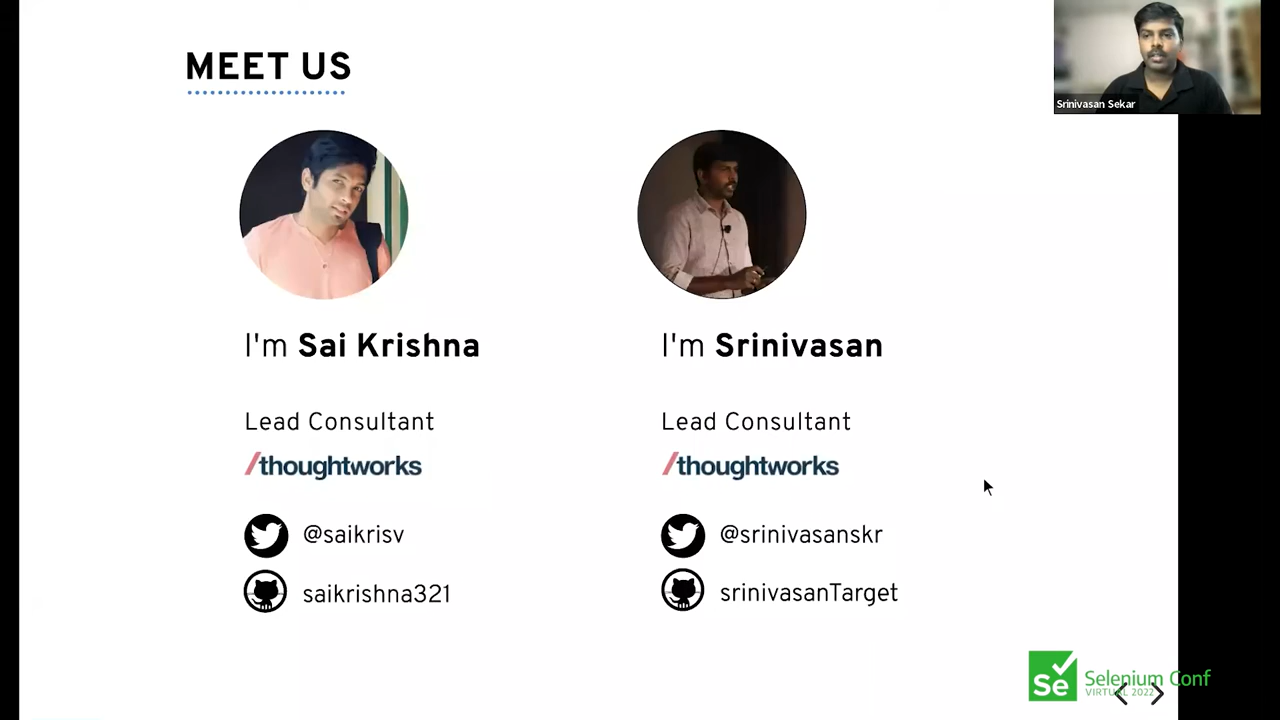 MEET US
Srinivasan Sekar
I'm Sai Krishna
Lead Consultant
/thoughtworks
@saikrisv
saikrishna321
I'm Srinivasan
Lead Consultant
/thoughtworks
@srinivasanskr
srinivasanTarget
Se
Selenium Conf
VIRTUAL 2022